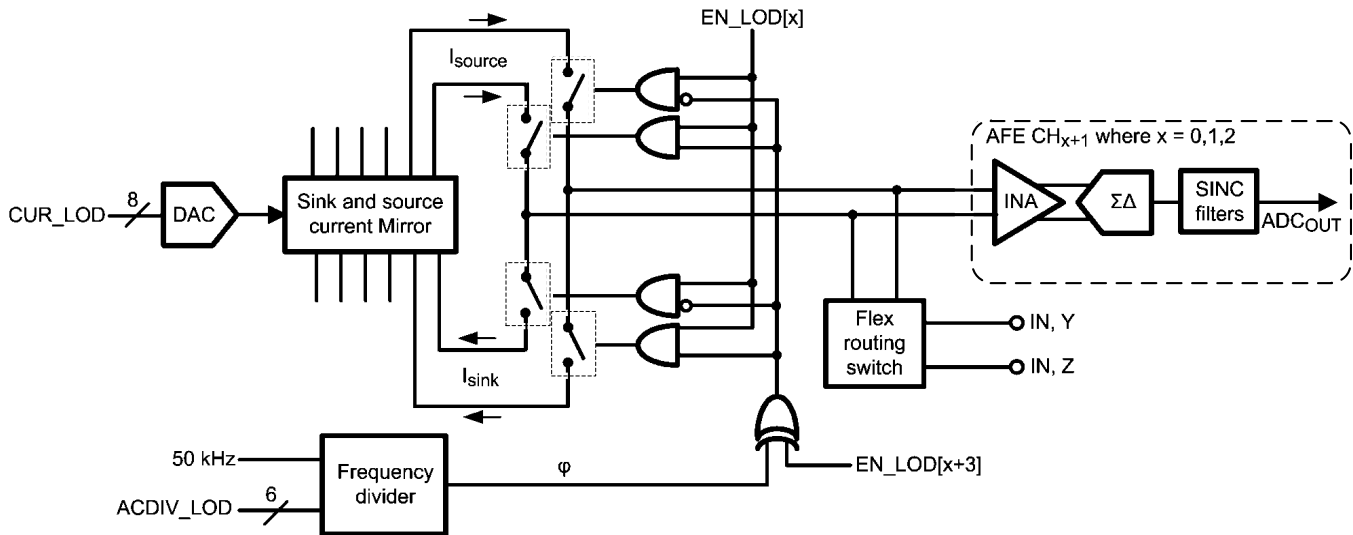 EN_LOD[x]
Isource
AFE CHx+1 where x = 0,1,2
CUR_LOD
8
DAC
Sink and source
current Mirror
INA
ΣΔ
SINC
filters
ADCOUT
Flex
routing
switch
IN, Y
IN, Z
Isink
50 kHz
ACDIV_LOD
6
Frequency
divider
φ
EN_LOD[x+3]